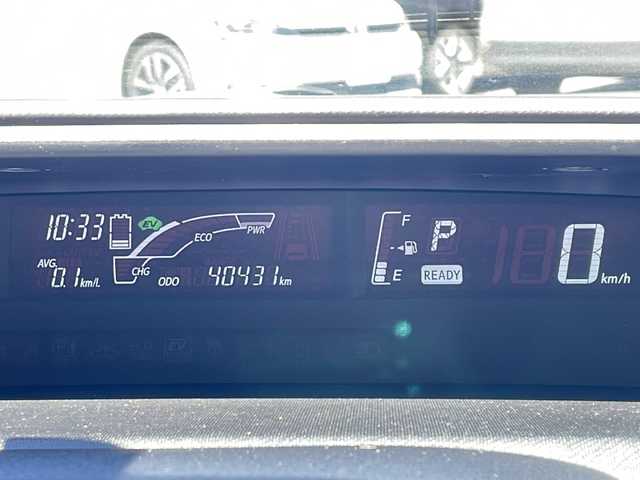 10:33
EV
ECO
PWR
AVG.
0.1 km/L
CHG
ODO 40431 km
F
P
E
READY
0 km/h